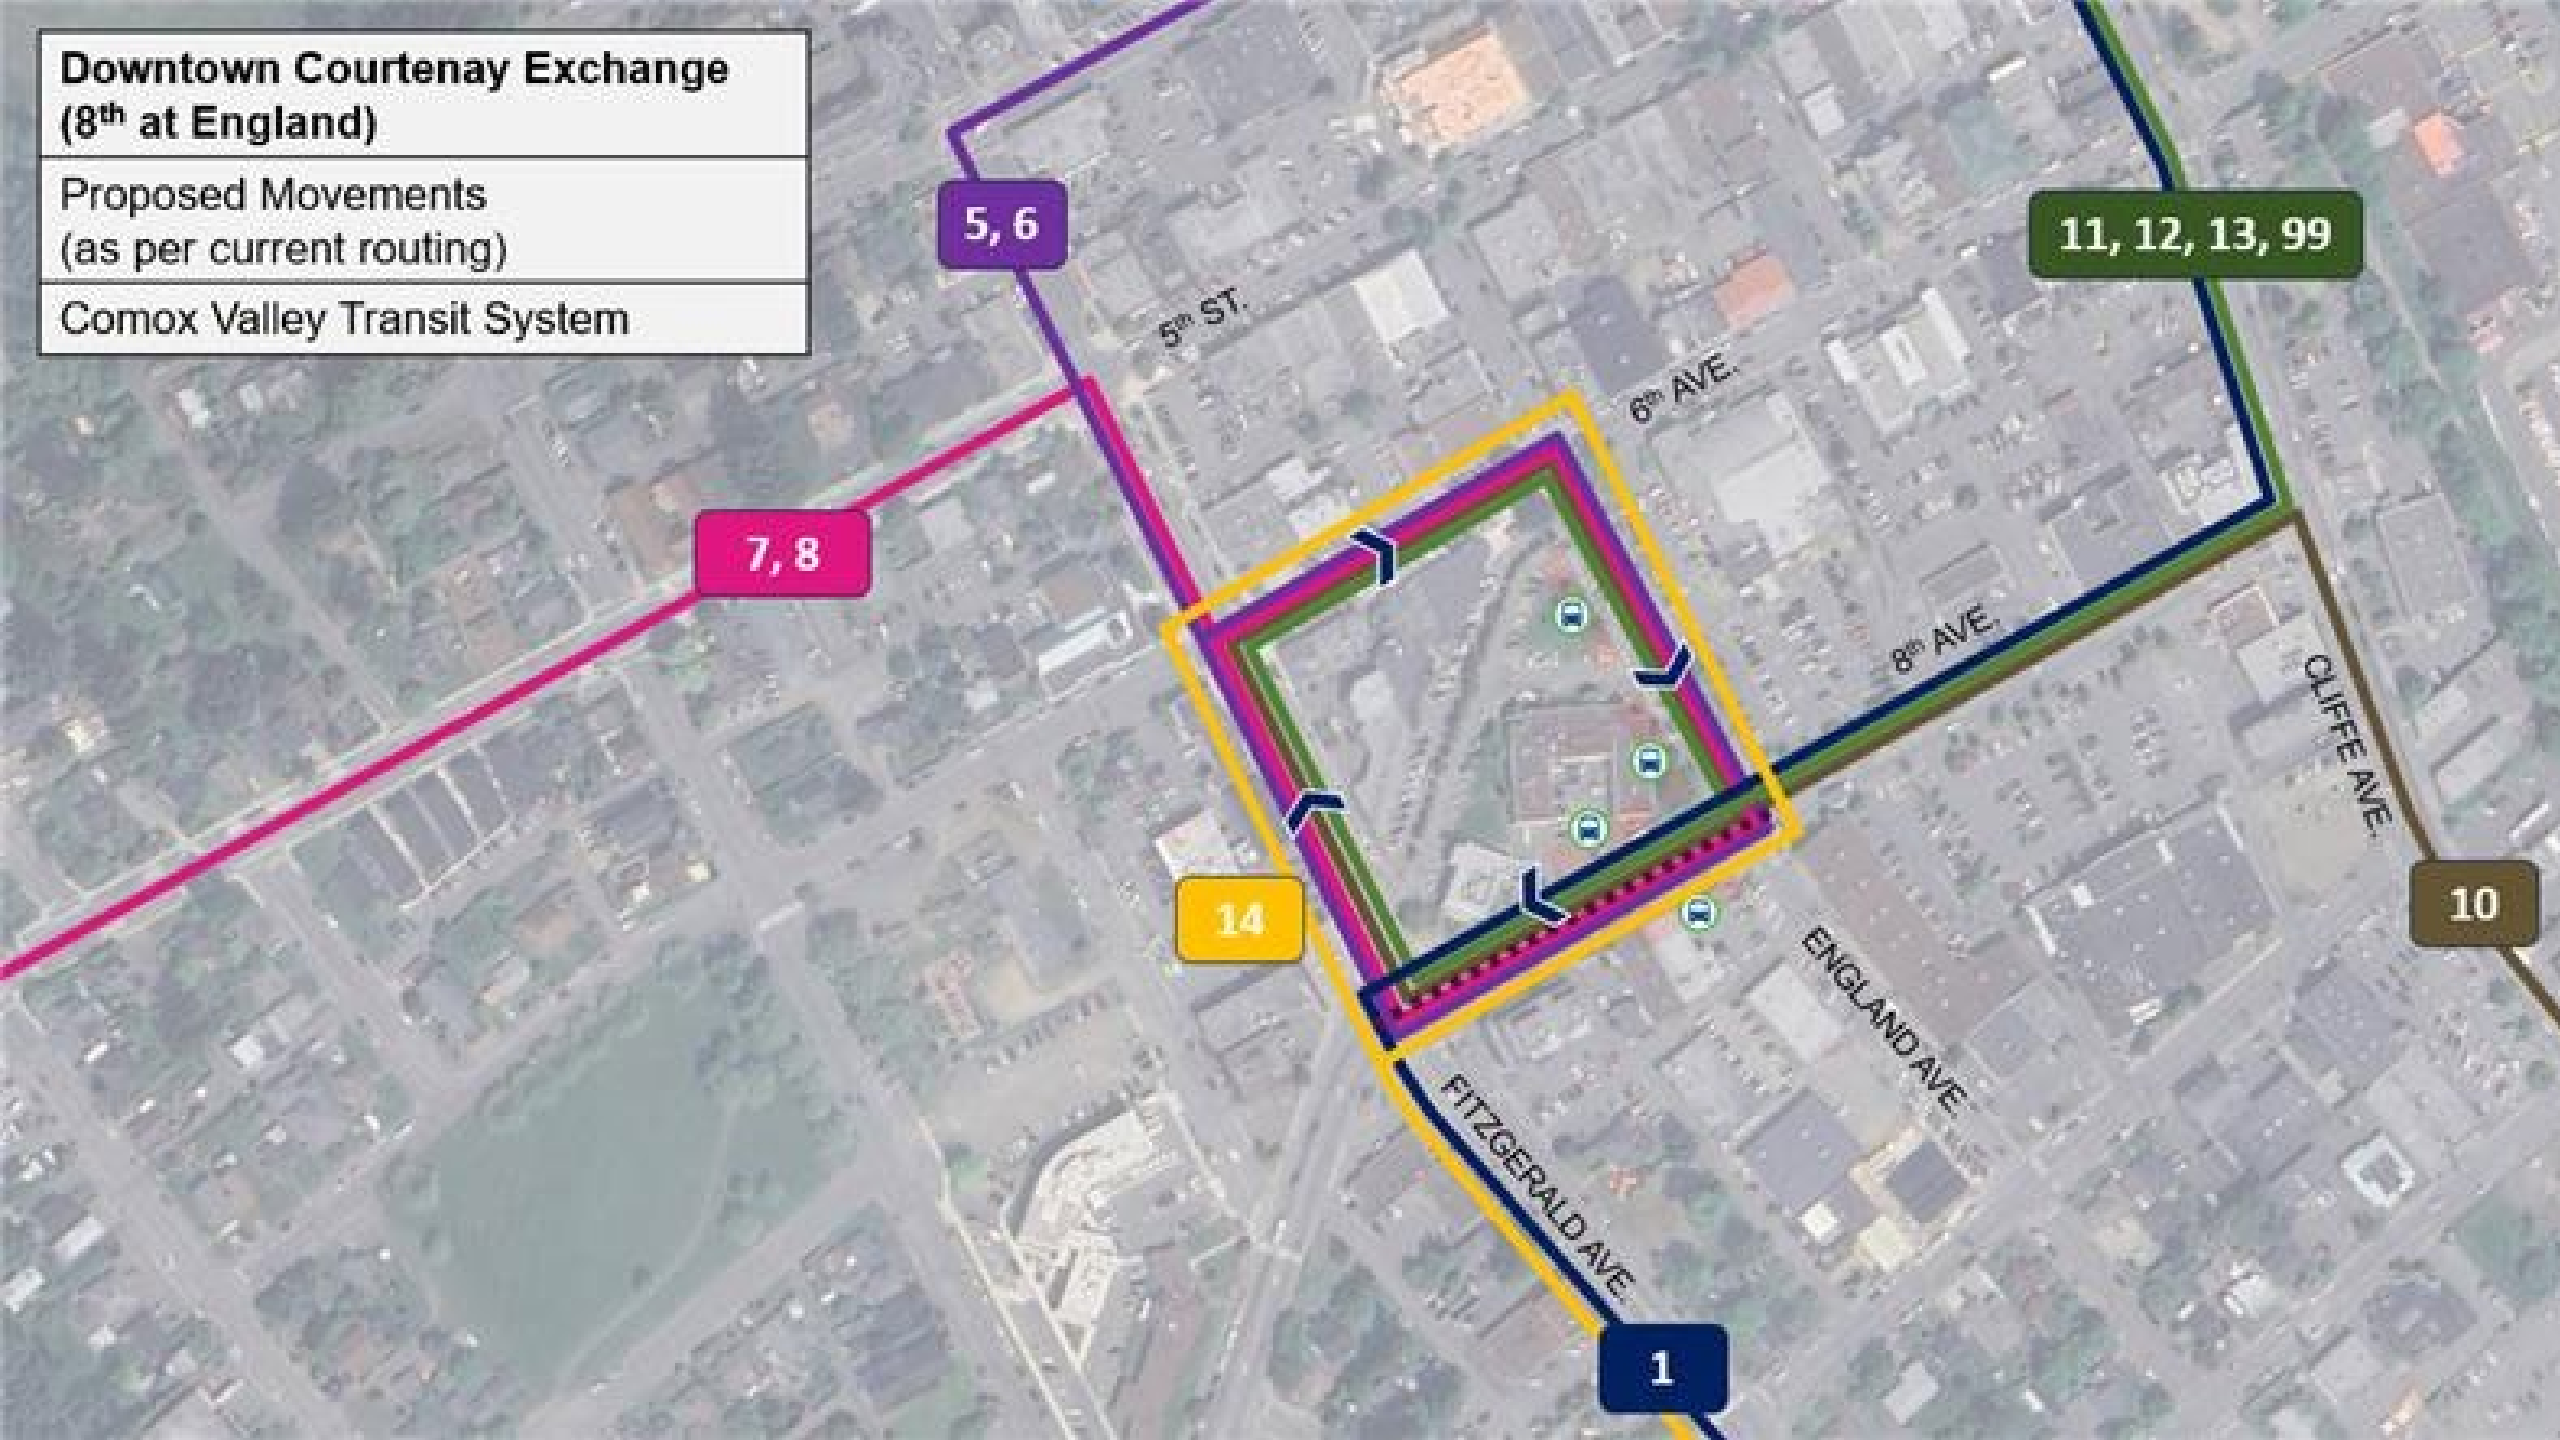 Downtown Courtenay Exchange
(8th at England)
Proposed Movements
(as per current routing)
Comox Valley Transit System
5, 6
11, 12, 13, 99
5th ST.
6th AVE.
7, 8
8th AVE.
CLIFFE AVE.
14
10
ENGLAND AVE.
FITZGERALD AVE.
1